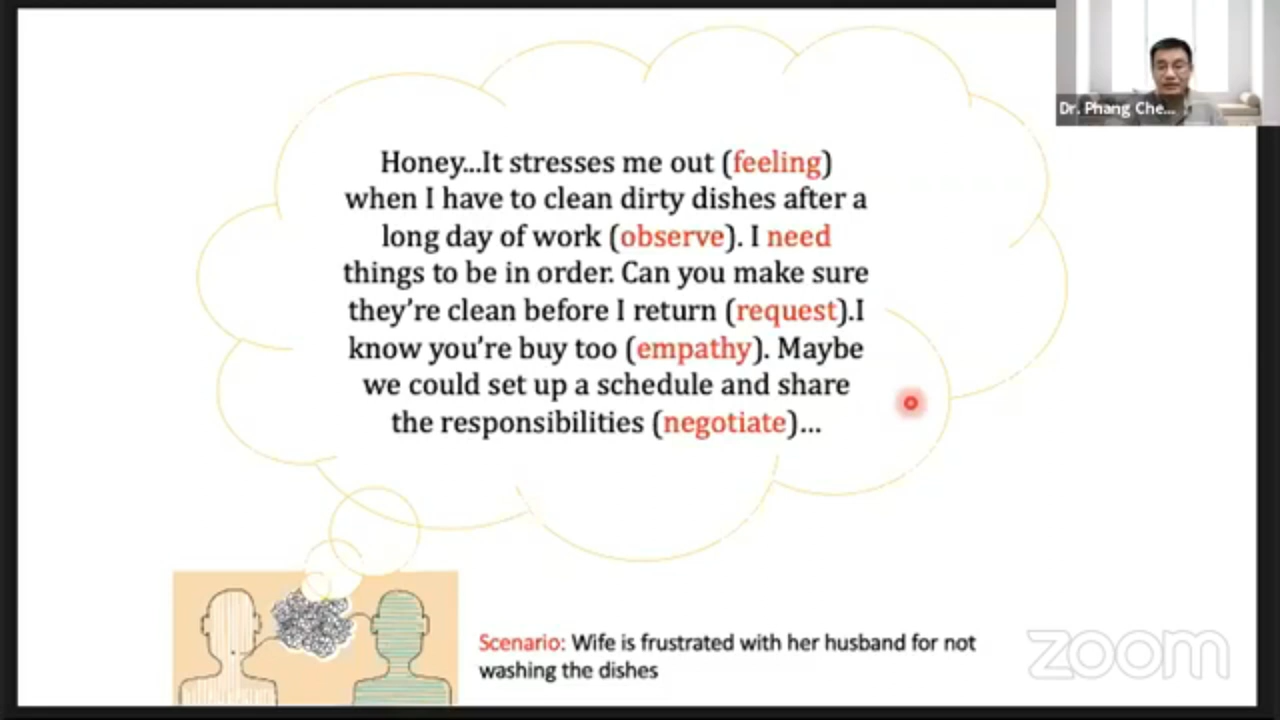 Dr. Phang Che...
Honey...It stresses me out (feeling)
when I have to clean dirty dishes after a
long day of work (observe). I need
things to be in order. Can you make sure
they're clean before I return (request).I
know you're buy too (empathy). Maybe
we could set up a schedule and share
the responsibilities (negotiate)...
Scenario: Wife is frustrated with her husband for not
washing the dishes
zoom